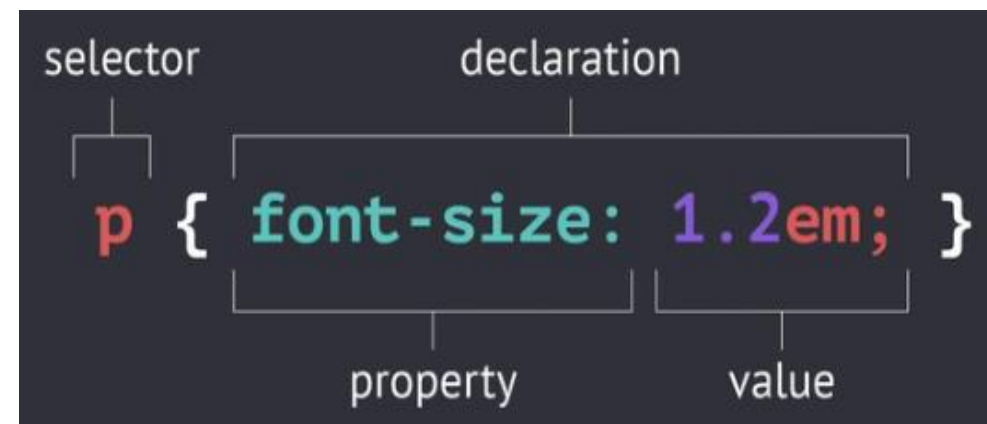 selector declaration
p { font-size: 1.2em; }
property value